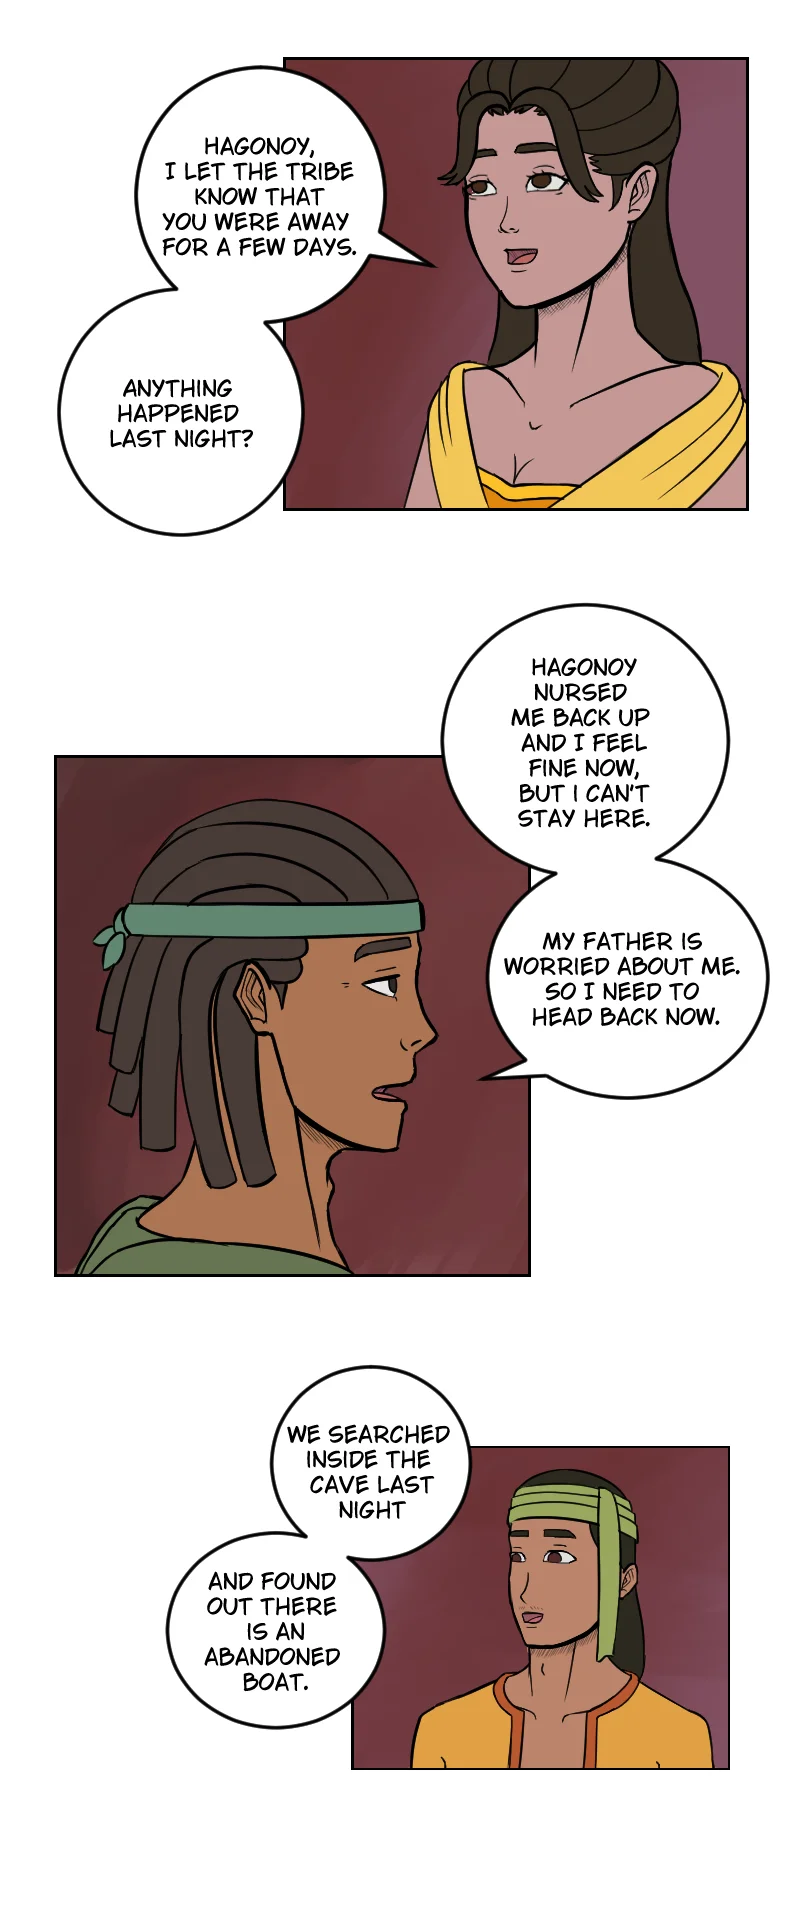 HAGONOY,
I LET THE TRIBE
KNOW THAT
YOU WERE AWAY
FOR A FEW DAYS.
ANYTHING
HAPPENED
LAST NIGHT?
HAGONOY
NURSED
ME BACK UP
AND I FEEL
FINE NOW,
BUT I CAN'T
STAY HERE.
MY FATHER IS
WORRIED ABOUT ME.
SO I NEED TO
HEAD BACK NOW.
WE SEARCHED
INSIDE THE
CAVE LAST
NIGHT
AND FOUND
OUT THERE
IS AN
ABANDONED
BOAT.